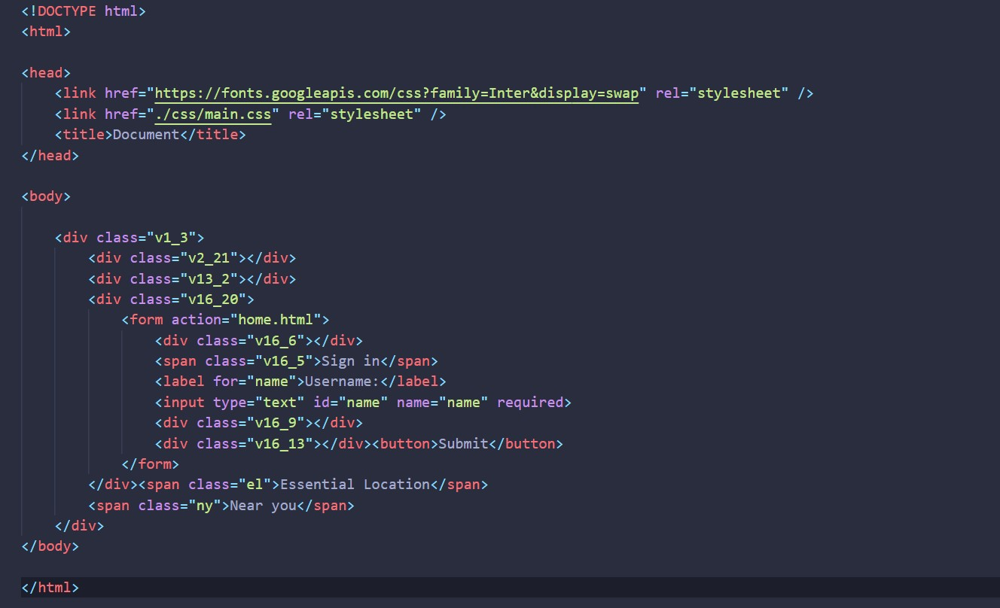 <!DOCTYPE html>
<html>
<head>
<link href="https://fonts.googleapis.com/css?family=Inter&display=swap" rel="stylesheet" />
<link href="./css/main.css" rel="stylesheet" />
<title>Document</title>
</head>
<body>
<div class="v1_3">
<div class="v2_21"></div>
<div class="v13_2"></div>
<div class="v16_20">
<form action="home.html">
<div class="v16_6"></div>
<span class="v16_5">Sign in</span>
<label for="name">Username:</label>
<input type="text" id="name" name="name" required>
<div class="v16_9"></div>
<div class="v16_13"></div><button>Submit</button>
</form>
</div><span class="el">Essential Location</span>
<span class="ny">Near you</span>
</div>
</body>
</html>